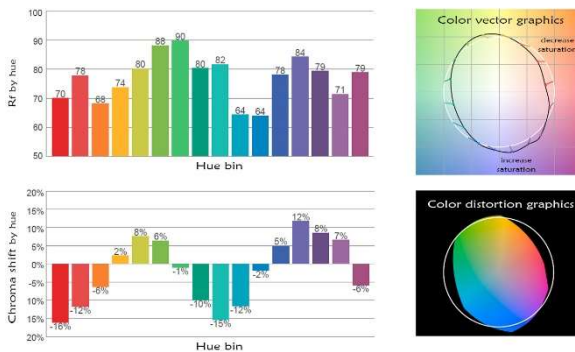 100
90
80
70
60
50
Rf by hue
70 78 68 74 80 88 90 80 82 64 64 78 84 79 71 79
Hue bin
Color vector graphics
decrease
saturation
increase
saturation
20%
15%
10%
5%
0%
5%
10%
15%
20%
Chroma shift by hue
-16% -12% -6% 2% 8% 6% -1% -10% -15% -12% -2% 5% 12% 8% 7% -6%
Hue bin
Color distortion graphics